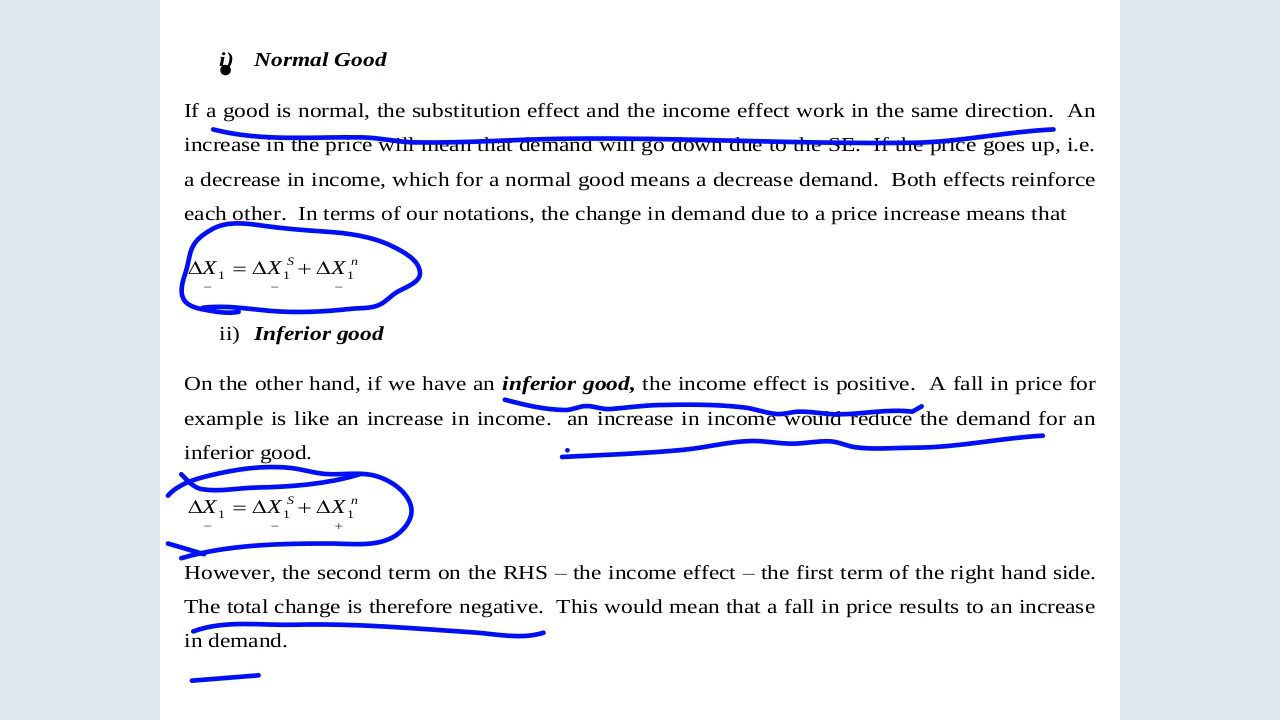 i) Normal Good
If a good is normal, the substitution effect and the income effect work in the same direction. An
increase in the price will mean that demand will go down due to the SE. If the price goes up, i.e.
a decrease in income, which for a normal good means a decrease demand. Both effects reinforce
each other. In terms of our notations, the change in demand due to a price increase means that
ΔX₁ = ΔX₁ˢ + ΔX₁ⁿ
− − −
ii) Inferior good
On the other hand, if we have an inferior good, the income effect is positive. A fall in price for
example is like an increase in income. an increase in income would reduce the demand for an
inferior good.
ΔX₁ = ΔX₁ˢ + ΔX₁ⁿ
− − +
However, the second term on the RHS – the income effect – the first term of the right hand side.
The total change is therefore negative. This would mean that a fall in price results to an increase
in demand.